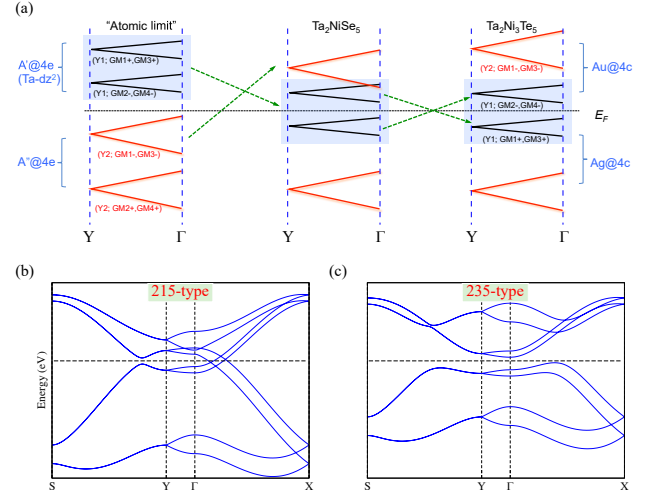 (a)
"Atomic limit" Ta₂NiSe₅ Ta₂Ni₃Te₅
A'@4e
(Ta-dz²)
(Y1; GM1+,GM3+)
(Y1; GM2-,GM4-)
A"@4e
(Y2; GM1-,GM3-)
(Y2; GM2+,GM4+)
(Y2; GM1-,GM3-)
Au@4c
(Y1; GM2-,GM4-)
E_F
(Y1; GM1+,GM3+)
Ag@4c
Y Γ Y Γ Y Γ
(b) (c)
215-type 235-type
Energy (eV)
S Y Γ X S Y Γ X